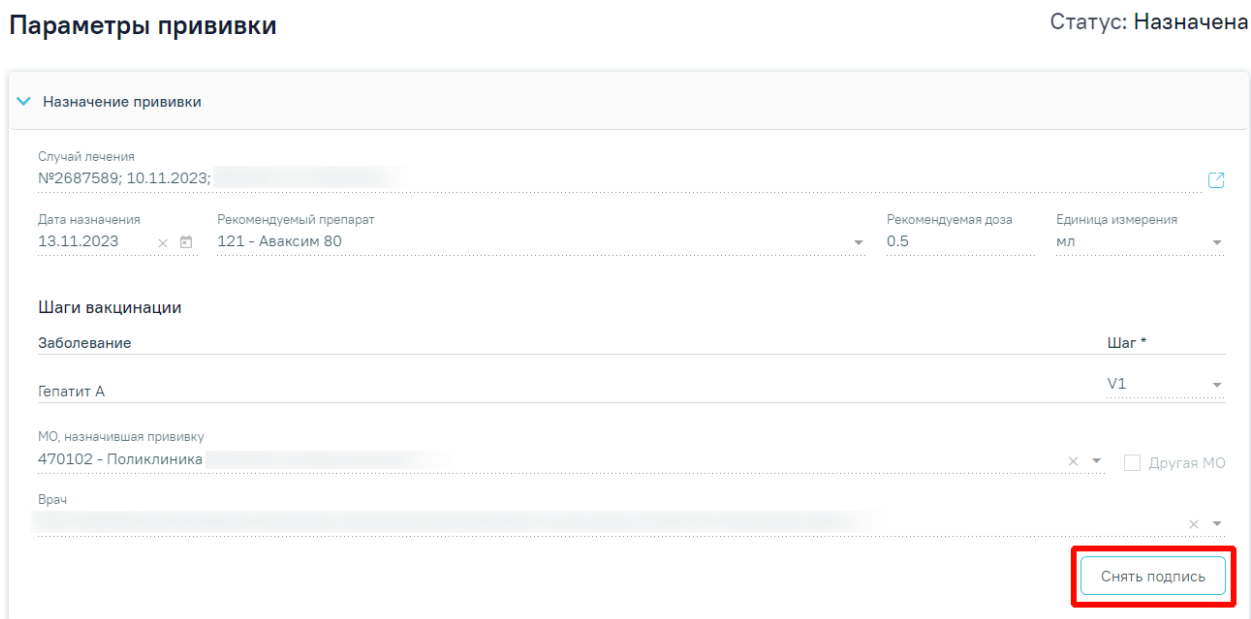 Параметры прививки
Статус: Назначена
Назначение прививки
Случай лечения
№2687589; 10.11.2023;
Дата назначения Рекомендуемый препарат Рекомендуемая доза Единица измерения
13.11.2023 121 - Аваксим 80 0.5 мл
Шаги вакцинации
Заболевание Шаг *
Гепатит А V1
МО, назначившая прививку
470102 - Поликлиника Другая МО
Врач
Снять подпись